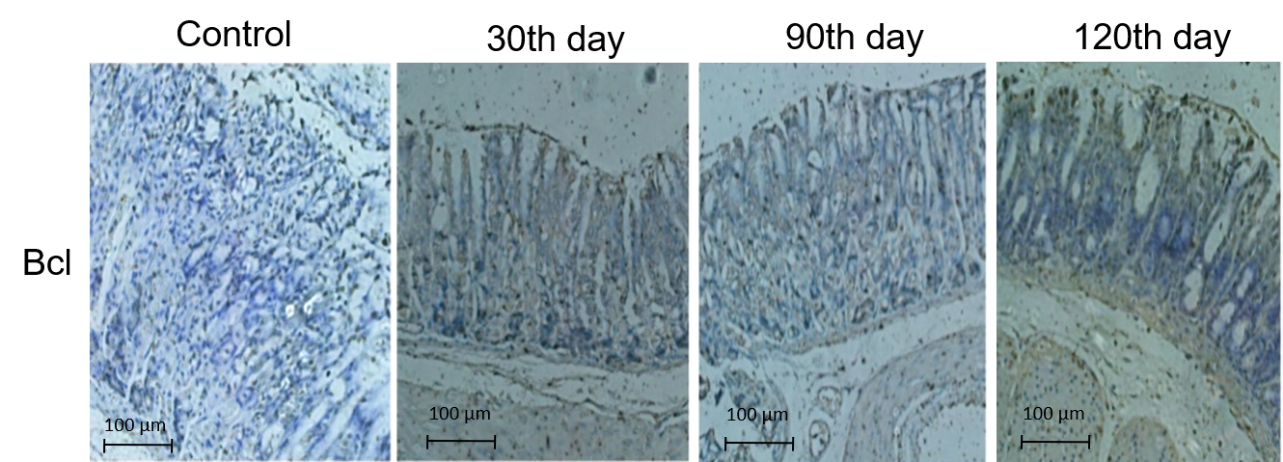 Control
30th day
90th day
120th day
Bcl
100 µm
100 µm
100 µm
100 µm